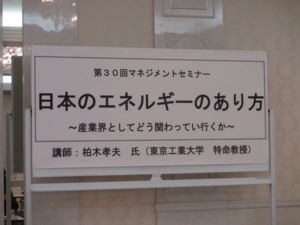 第３０回マネジメントセミナー
日本のエネルギーのあり方
～産業界としてどう関わってい行くか～
講師：柏木孝夫　氏（東京工業大学　特命教授）